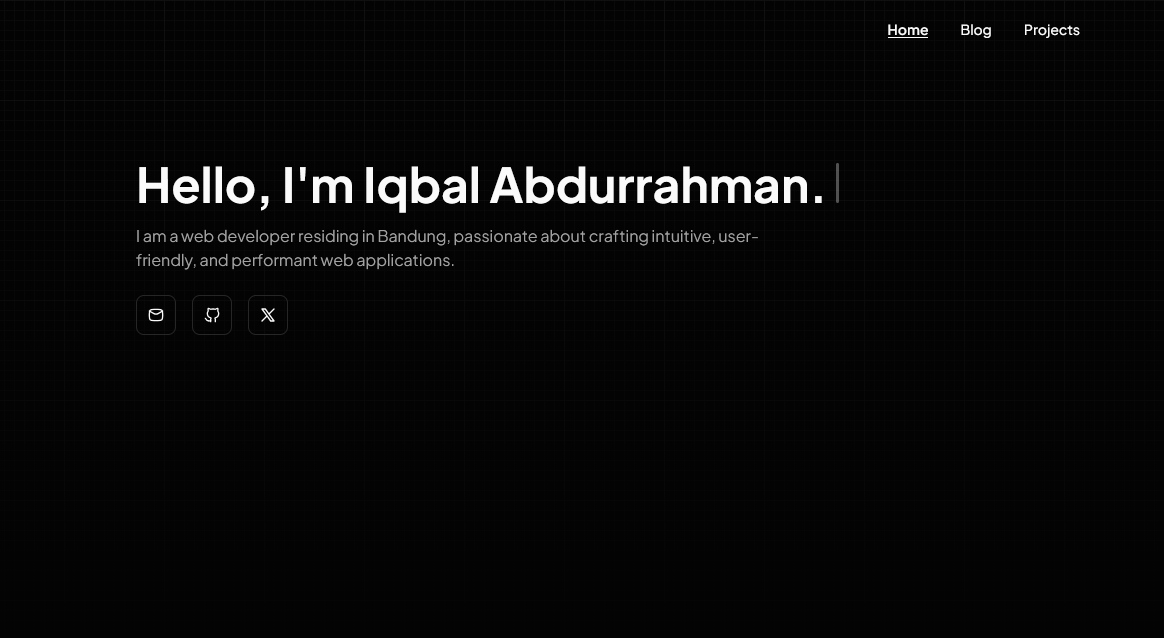 Home Blog Projects
Hello, I'm Iqbal Abdurrahman.
I am a web developer residing in Bandung, passionate about crafting intuitive, user-
friendly, and performant web applications.